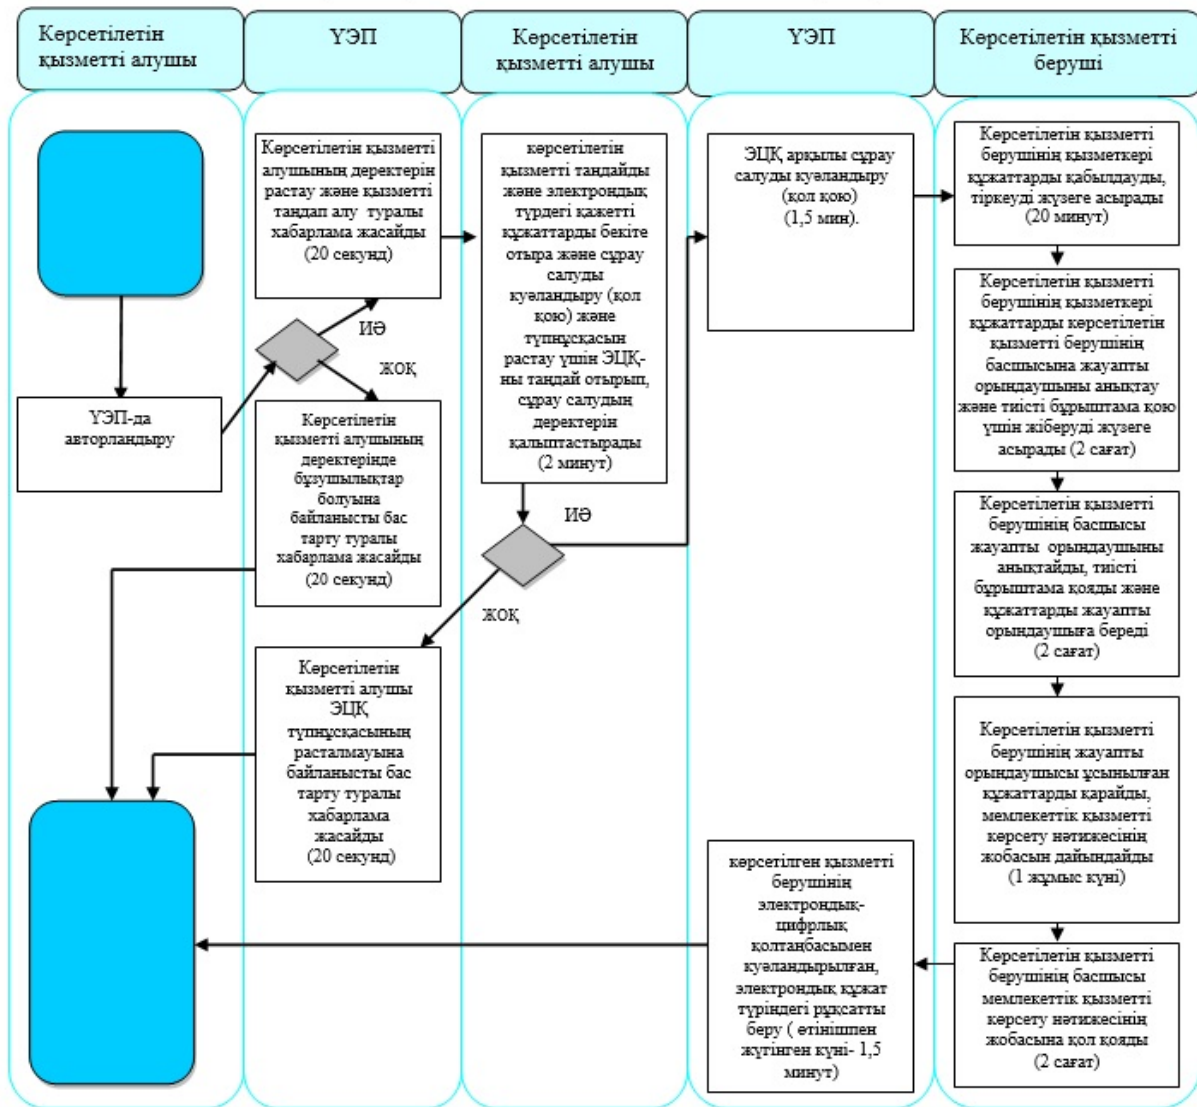 Көрсетілетін
қызметті алушы
ҮЭП
Көрсетілетін
қызметті алушы
ҮЭП
Көрсетілетін қызметті
беруші
ҮЭП-да
авторландыру
Көрсетілетін қызметті
алушының деректерін
растау және қызметті
таңдап алу туралы
хабарлама жасайды
(20 секунд)
ИӘ
ЖОҚ
Көрсетілетін
қызметті алушының
деректерінде
бұзушылықтар
болуына
байланысты бас
тарту туралы
хабарлама жасайды
(20 секунд)
Көрсетілетін
қызметті алушы
ЭЦҚ
түпнұсқасының
расталмауына
байланысты бас
тарту туралы
хабарлама
жасайды
(20 секунд)
көрсетілетін
қызметті таңдайды
және электрондық
түрдегі қажетті
құжаттарды бекіте
отыра және сұрау
салуды
куәландыру (қол
қою) және
түпнұсқасын
растау үшін ЭЦҚ-
ны таңдай отырып,
сұрау салудың
деректерін
қалыптастырады
(2 минут)
ИӘ
ЖОҚ
ЭЦҚ арқылы сұрау
салуды куәландыру
(қол қою)
(1,5 мин).
көрсетілген қызметті
берушінің
электрондық-
цифрлық
қолтаңбасымен
куәландырылған,
электрондық құжат
түріндегі рұқсатты
беру ( өтінішпен
жүгінген күні- 1,5
минут)
Көрсетілетін қызметті
берушінің қызметкері
құжаттарды қабылдауды,
тіркеуді жүзеге асырады
(20 минут)
Көрсетілетін қызметті
берушінің қызметкері
құжаттарды көрсетілетін
қызметті берушінің
басшысына жауапты
орындаушыны анықтау
және тиісті бұрыштама қою
үшін жіберуді жүзеге
асырады (2 сағат)
Көрсетілетін қызметті
берушінің басшысы
жауапты орындаушыны
анықтайды, тиісті
бұрыштама қояды және
құжаттарды жауапты
орындаушыға береді
(2 сағат)
Көрсетілетін қызметті
берушінің жауапты
орындаушысы ұсынылған
құжаттарды қарайды,
мемлекеттік қызметті
көрсету нәтижесінің
жобасын дайындайды
(1 жұмыс күні)
Көрсетілетін қызметті
берушінің басшысы
мемлекеттік қызметті
көрсету нәтижесінің
жобасына қол қояды
(2 сағат)